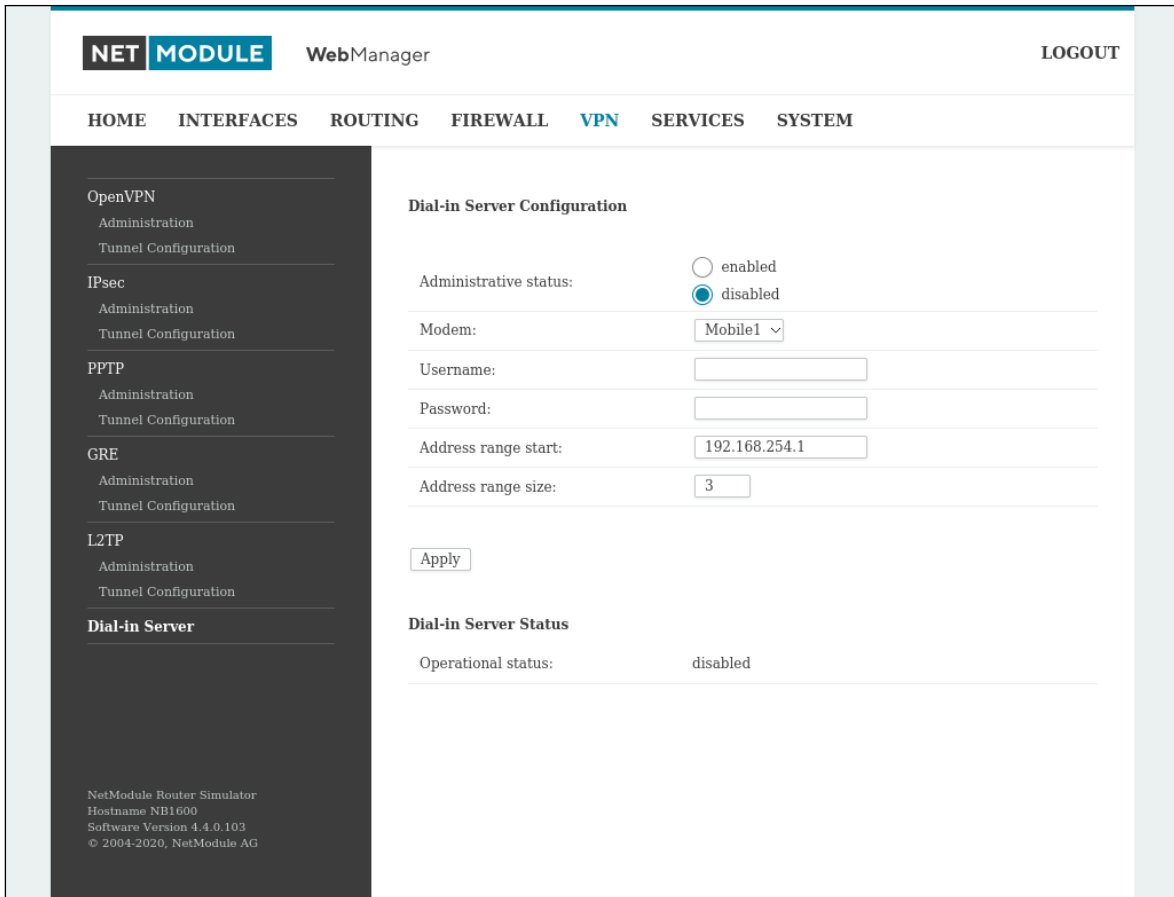 NET MODULE WebManager LOGOUT
HOME INTERFACES ROUTING FIREWALL VPN SERVICES SYSTEM
OpenVPN
Administration
Tunnel Configuration
IPsec
Administration
Tunnel Configuration
PPTP
Administration
Tunnel Configuration
GRE
Administration
Tunnel Configuration
L2TP
Administration
Tunnel Configuration
Dial-in Server
NetModule Router Simulator
Hostname NB1600
Software Version 4.4.0.103
© 2004-2020, NetModule AG
Dial-in Server Configuration
Administrative status:
enabled
disabled
Modem: Mobile1
Username:
Password:
Address range start: 192.168.254.1
Address range size: 3
Apply
Dial-in Server Status
Operational status: disabled